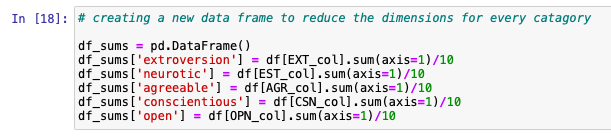 In [18]: # creating a new data frame to reduce the dimensions for every catagory
df_sums = pd.DataFrame()
df_sums['extroversion'] = df[EXT_col].sum(axis=1)/10
df_sums['neurotic'] = df[EST_col].sum(axis=1)/10
df_sums['agreeable'] = df[AGR_col].sum(axis=1)/10
df_sums['conscientious'] = df[CSN_col].sum(axis=1)/10
df_sums['open'] = df[OPN_col].sum(axis=1)/10